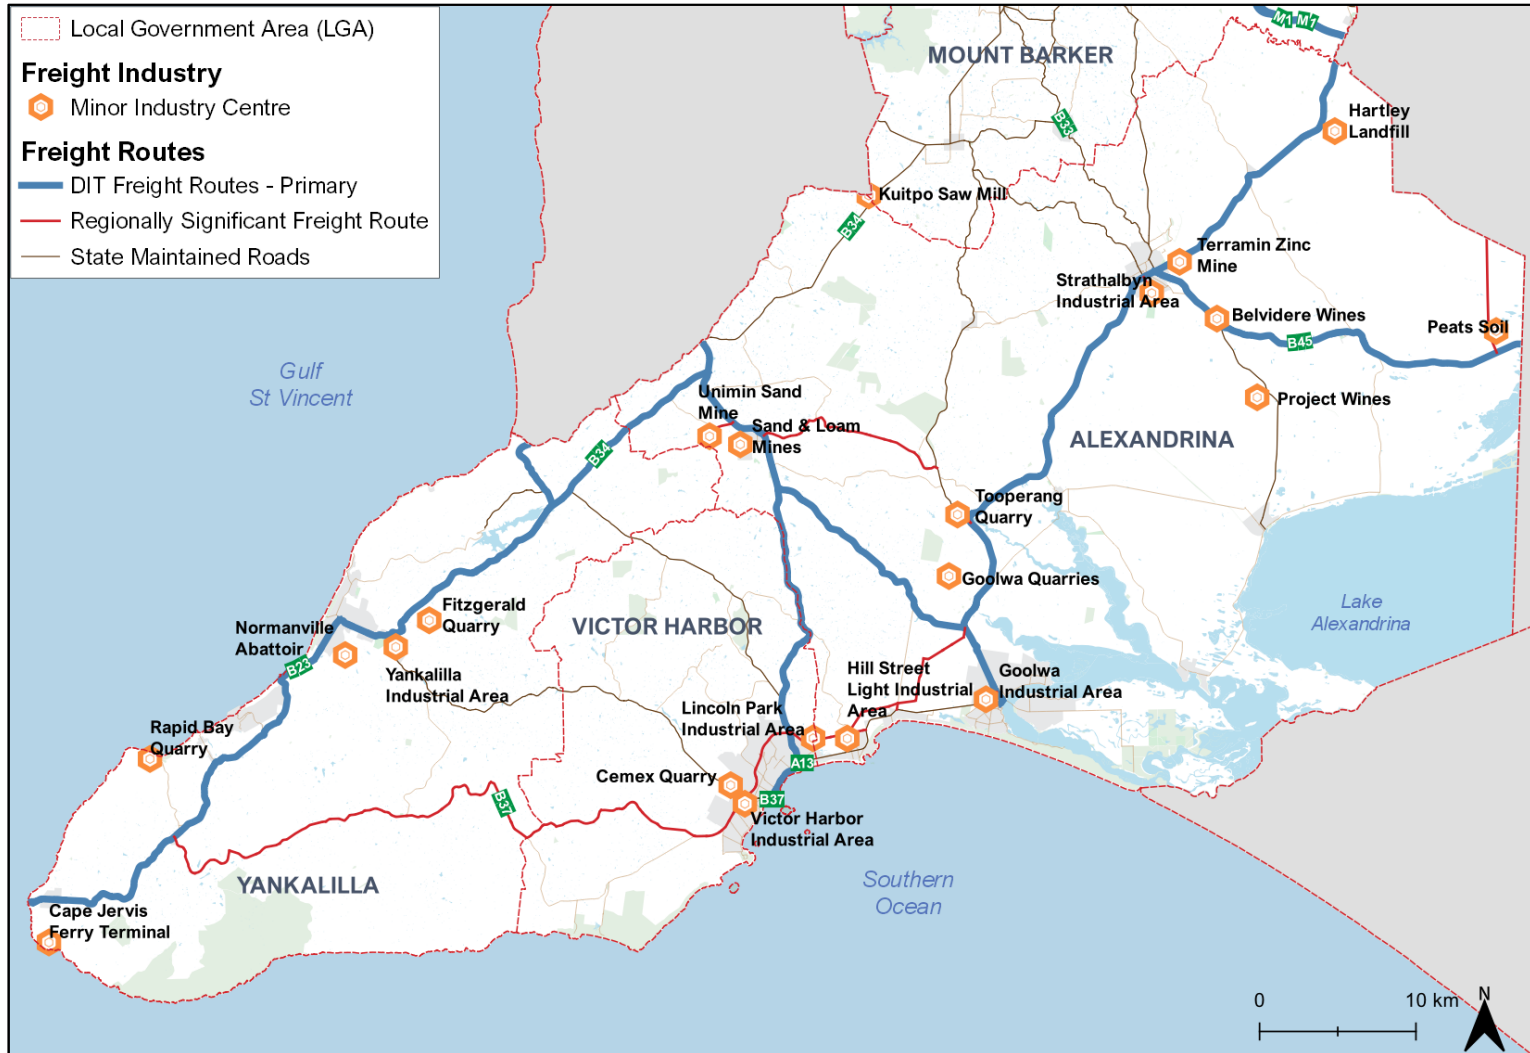 Local Government Area (LGA)
Freight Industry
Minor Industry Centre
Freight Routes
DIT Freight Routes - Primary
Regionally Significant Freight Route
State Maintained Roads
M1 M1
MOUNT BARKER
B33
Hartley
Landfill
Kuitpo Saw Mill
B34
Terramin Zinc
Mine
Strathalbyn
Industrial Area
Belvidere Wines
B45
Peats Soil
Gulf
St Vincent
Unimin Sand
Mine
Sand & Loam
Mines
Project Wines
ALEXANDRINA
B34
Tooperang
Quarry
Goolwa Quarries
Fitzgerald
Quarry
Normanville
Abattoir
B23
Yankalilla
Industrial Area
VICTOR HARBOR
Lake
Alexandrina
Hill Street
Light Industrial
Area
Goolwa
Industrial Area
Lincoln Park
Industrial Area
Rapid Bay
Quarry
A13
Cemex Quarry
B37
B37
Victor Harbor
Industrial Area
YANKALILLA
Southern
Ocean
Cape Jervis
Ferry Terminal
0 10 km
N